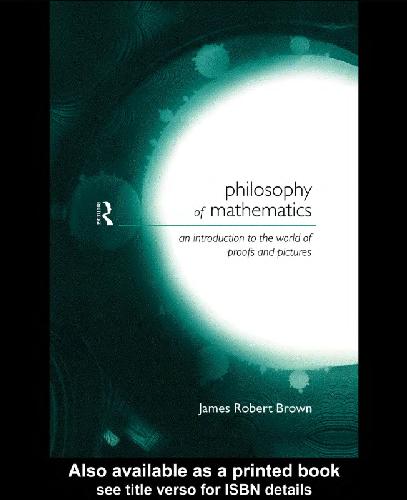 philosophy
of mathematics
an introduction to the world of
proofs and pictures
James Robert Brown
Also available as a printed book
see title verso for ISBN details